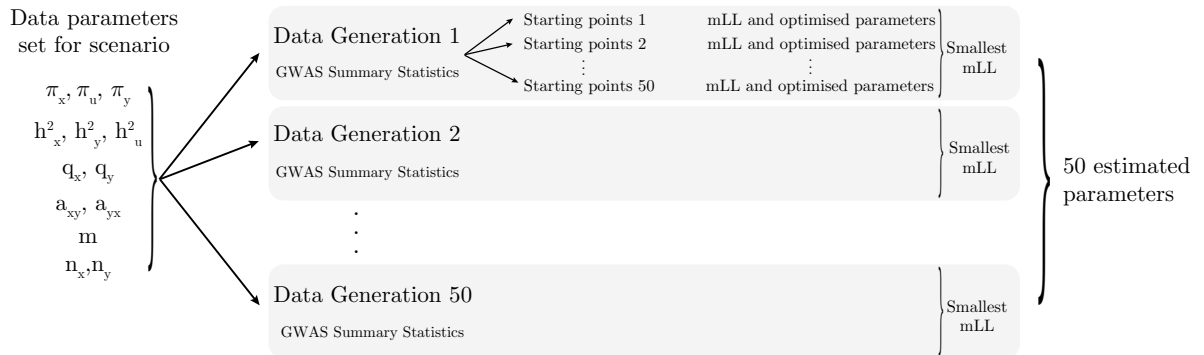 Data parameters
set for scenario
π_x, π_u, π_y
h²_x, h²_y, h²_u
q_x, q_y
a_xy, a_yx
m
n_x,n_y
Data Generation 1
GWAS Summary Statistics
Starting points 1
mLL and optimised parameters
Starting points 2
mLL and optimised parameters
⋮
⋮
Starting points 50
mLL and optimised parameters
Smallest
mLL
Data Generation 2
GWAS Summary Statistics
Smallest
mLL
.
.
.
.
.
.
Data Generation 50
GWAS Summary Statistics
Smallest
mLL
50 estimated
parameters